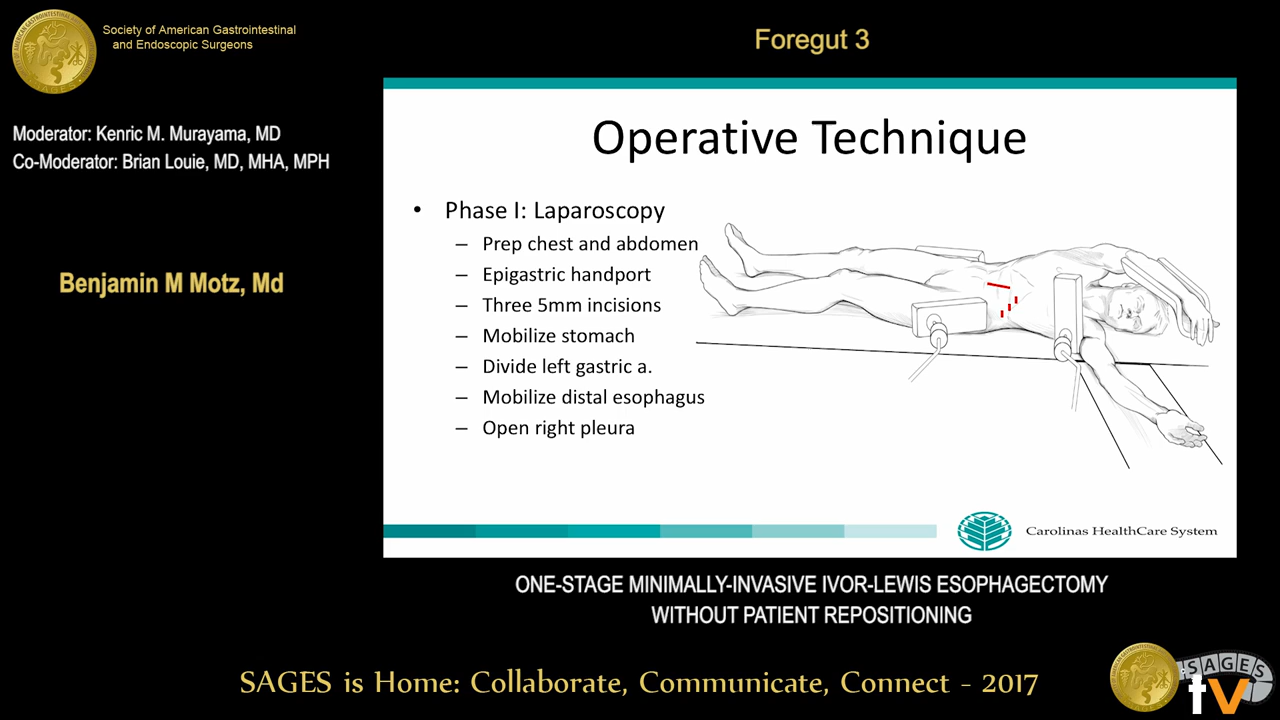 Society of American Gastrointestinal
and Endoscopic Surgeons
Foregut 3
Moderator: Kenric M. Murayama, MD
Co-Moderator: Brian Louie, MD, MHA, MPH
Benjamin M Motz, Md
Operative Technique
• Phase I: Laparoscopy
– Prep chest and abdomen
– Epigastric handport
– Three 5mm incisions
– Mobilize stomach
– Divide left gastric a.
– Mobilize distal esophagus
– Open right pleura
Carolinas HealthCare System
ONE-STAGE MINIMALLY-INVASIVE IVOR-LEWIS ESOPHAGECTOMY
WITHOUT PATIENT REPOSITIONING
SAGES is Home: Collaborate, Communicate, Connect - 2017
SAGES
tv